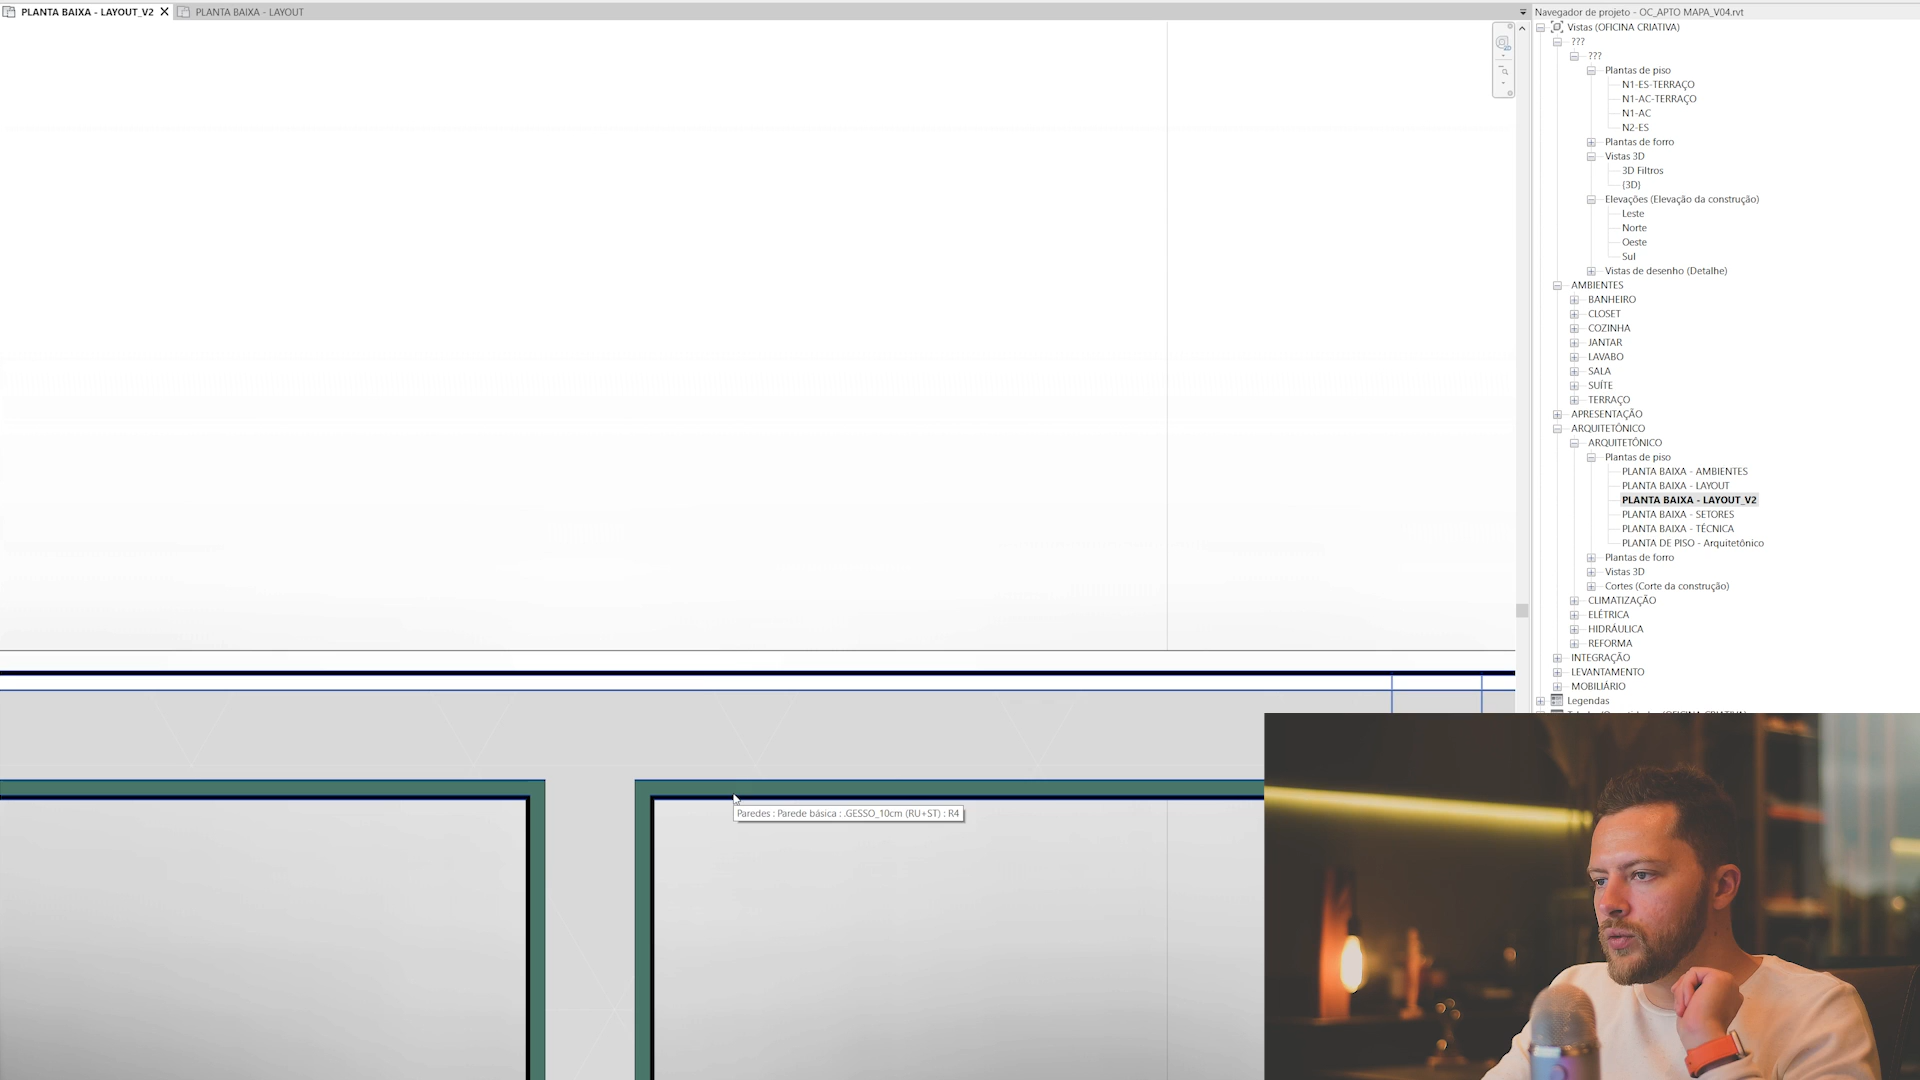 PLANTA BAIXA - LAYOUT_V2
PLANTA BAIXA - LAYOUT
Navegador de projeto - OC_APTO MAPA_V04.rvt
Vistas (OFICINA CRIATIVA)
???
???
Plantas de piso
N1-ES-TERRAÇO
N1-AC-TERRAÇO
N1-AC
N2-ES
Plantas de forro
Vistas 3D
3D Filtros
{3D}
Elevações (Elevação da construção)
Leste
Norte
Oeste
Sul
Vistas de desenho (Detalhe)
AMBIENTES
BANHEIRO
CLOSET
COZINHA
JANTAR
LAVABO
SALA
SUÍTE
TERRAÇO
APRESENTAÇÃO
ARQUITETÔNICO
ARQUITETÔNICO
Plantas de piso
PLANTA BAIXA - AMBIENTES
PLANTA BAIXA - LAYOUT
PLANTA BAIXA - LAYOUT_V2
PLANTA BAIXA - SETORES
PLANTA BAIXA - TÉCNICA
PLANTA DE PISO - Arquitetônico
Plantas de forro
Vistas 3D
Cortes (Corte da construção)
CLIMATIZAÇÃO
ELÉTRICA
HIDRÁULICA
REFORMA
INTEGRAÇÃO
LEVANTAMENTO
MOBILIÁRIO
Legendas
Paredes : Parede básica : .GESSO_10cm (RU+ST) : R4